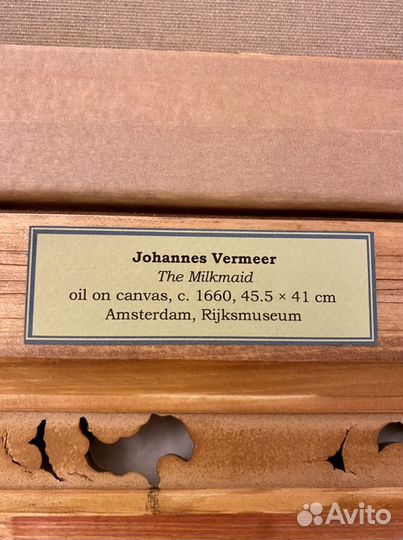 Johannes Vermeer
The Milkmaid
oil on canvas, c. 1660, 45.5 × 41 cm
Amsterdam, Rijksmuseum
Avito